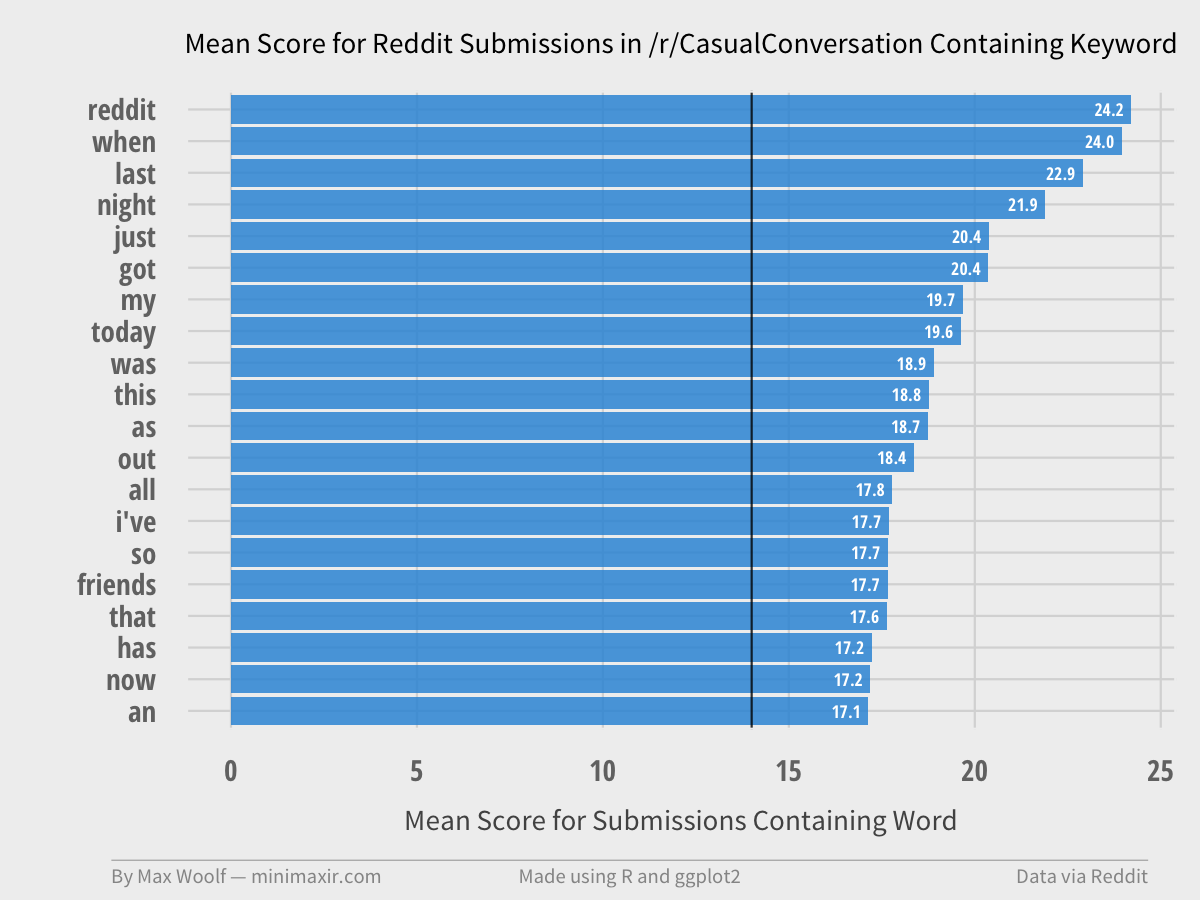 Mean Score for Reddit Submissions in /r/CasualConversation Containing Keyword
reddit 24.2
when 24.0
last 22.9
night 21.9
just 20.4
got 20.4
my 19.7
today 19.6
was 18.9
this 18.8
as 18.7
out 18.4
all 17.8
i've 17.7
so 17.7
friends 17.7
that 17.6
has 17.2
now 17.2
an 17.1
0 5 10 15 20 25
Mean Score for Submissions Containing Word
By Max Woolf — minimaxir.com Made using R and ggplot2 Data via Reddit